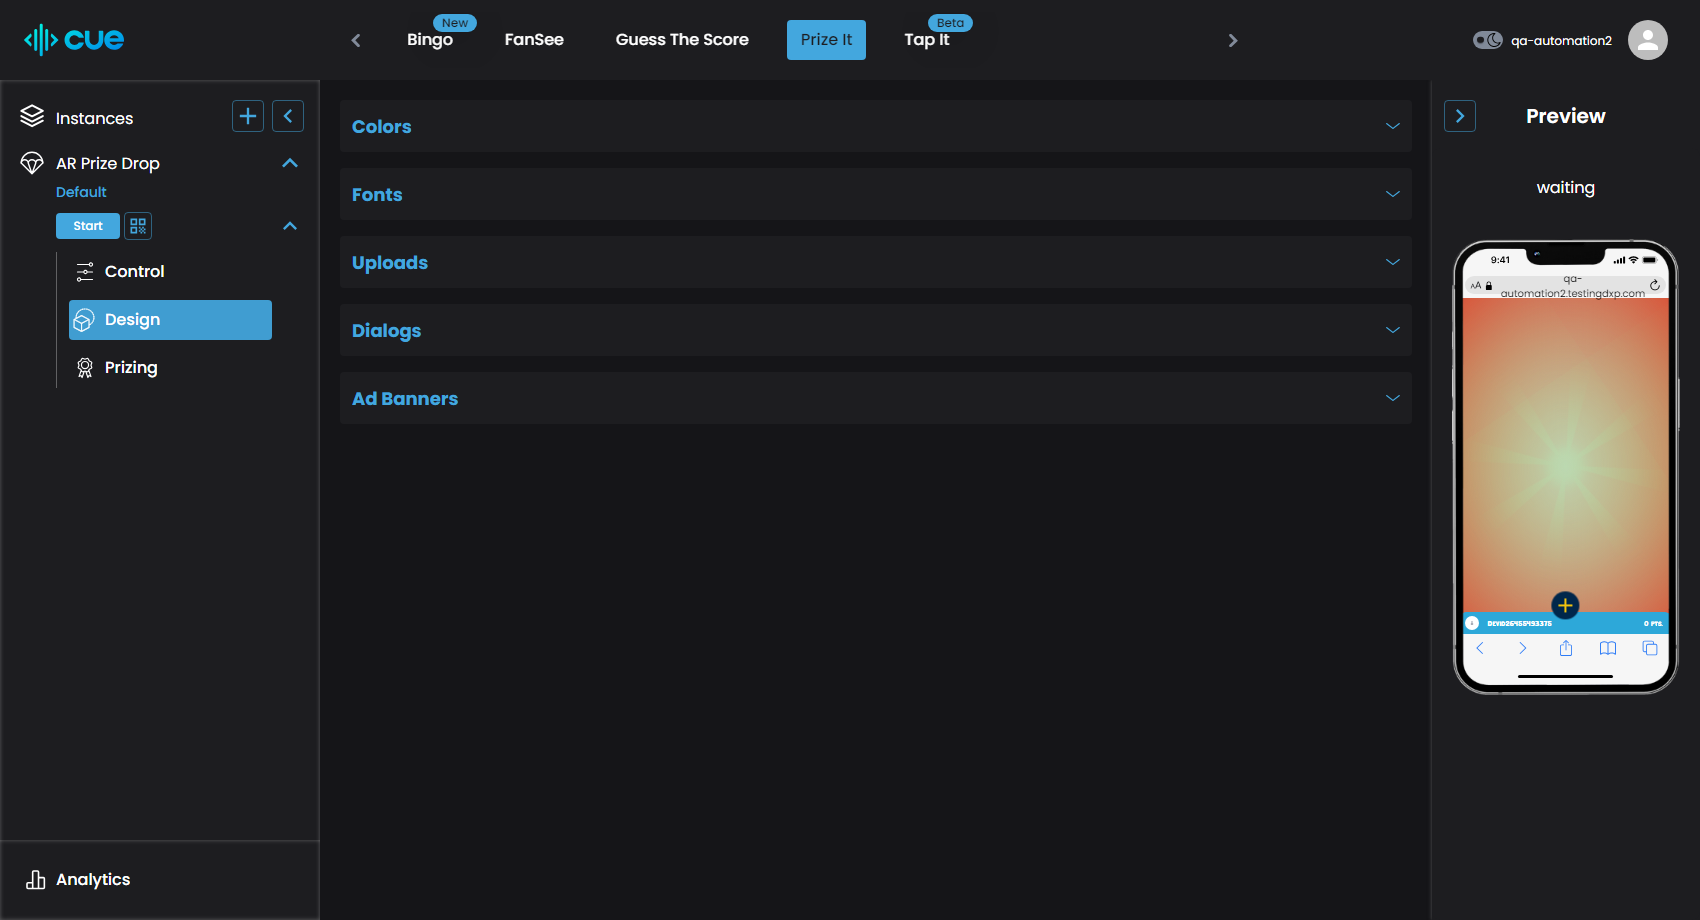 cue
New
Bingo
FanSee
Guess The Score
Prize It
Beta
Tap It
qa-automation2
Instances
AR Prize Drop
Default
Start
Control
Design
Prizing
Analytics
Colors
Fonts
Uploads
Dialogs
Ad Banners
Preview
waiting
9:41
AA
qa-
automation2.testingdxp.com
0 PTS.